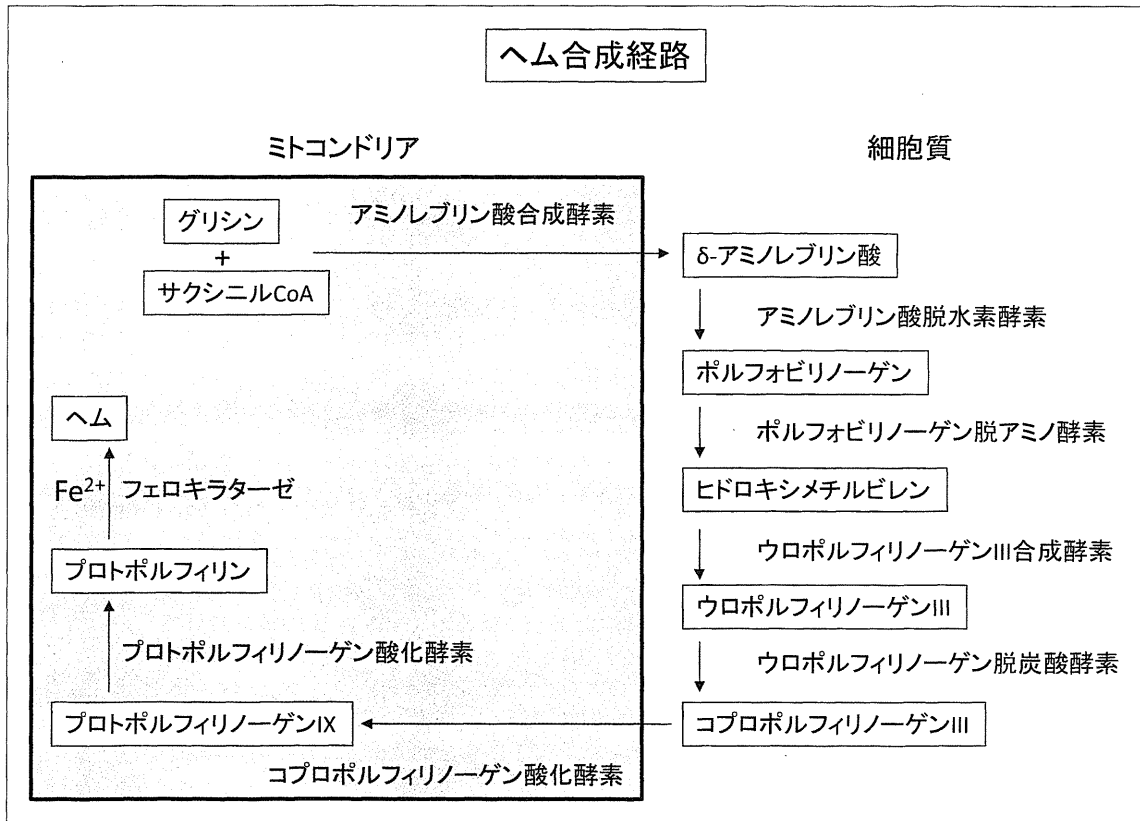 ヘム合成経路
ミトコンドリア
細胞質
グリシン
+
サクシニルCoA
アミノレブリン酸合成酵素
δ-アミノレブリン酸
アミノレブリン酸脱水素酵素
ポルフォビリノーゲン
ポルフォビリノーゲン脱アミノ酵素
ヒドロキシメチルビレン
ウロポルフィリノーゲンIII合成酵素
ウロポルフィリノーゲンIII
ウロポルフィリノーゲン脱炭酸酵素
コプロポルフィリノーゲンIII
コプロポルフィリノーゲン酸化酵素
プロトポルフィリノーゲンIX
プロトポルフィリノーゲン酸化酵素
プロトポルフィリン
Fe²⁺ フェロキラターゼ
ヘム